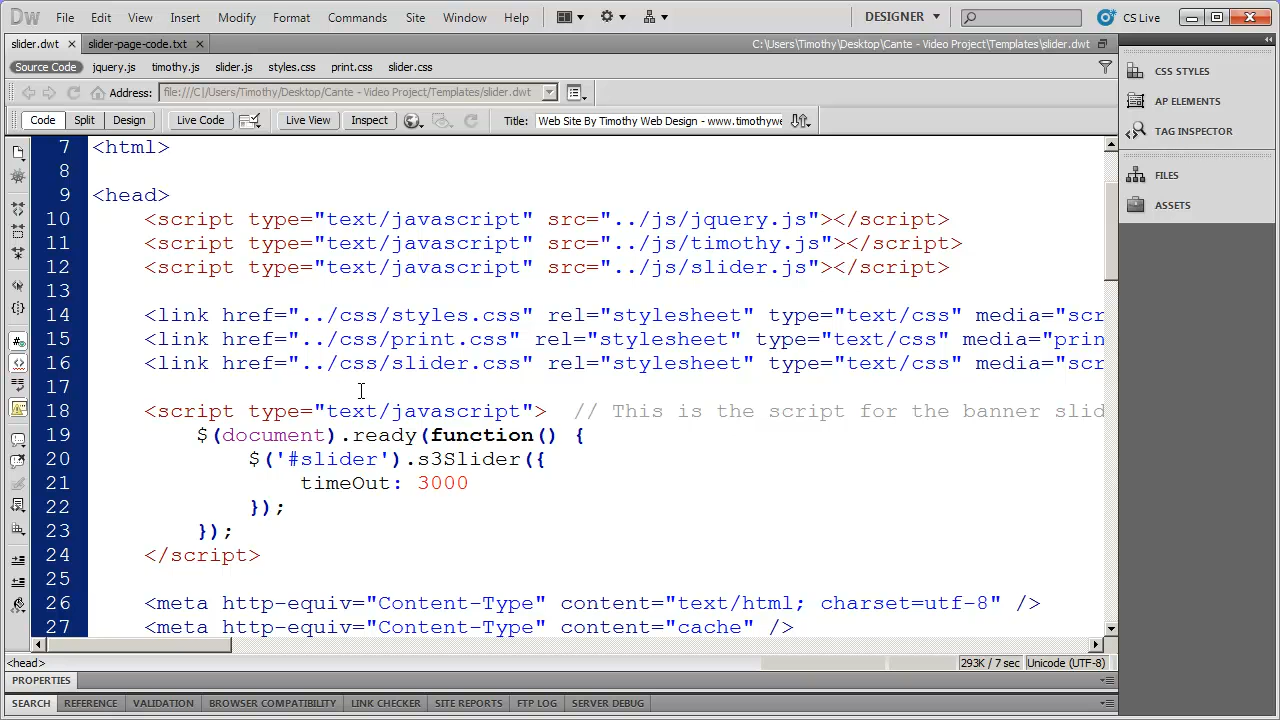 Dw File Edit View Insert Modify Format Commands Site Window Help DESIGNER CS Live
slider.dwt slider-page-code.txt C:\Users\Timothy\Desktop\Cante - Video Project\Templates\slider.dwt
Source Code jquery.js timothy.js slider.js styles.css print.css slider.css
Address: file:///C|/Users/Timothy/Desktop/Cante - Video Project/Templates/slider.dwt
Code Split Design Live Code Live View Inspect Title: Web Site By Timothy Web Design - www.timothywe
CSS STYLES
AP ELEMENTS
TAG INSPECTOR
FILES
ASSETS
7 <html>
8
9 <head>
10 <script type="text/javascript" src="../js/jquery.js"></script>
11 <script type="text/javascript" src="../js/timothy.js"></script>
12 <script type="text/javascript" src="../js/slider.js"></script>
13
14 <link href="../css/styles.css" rel="stylesheet" type="text/css" media="scr
15 <link href="../css/print.css" rel="stylesheet" type="text/css" media="prin
16 <link href="../css/slider.css" rel="stylesheet" type="text/css" media="scr
17
18 <script type="text/javascript"> // This is the script for the banner slid
19 $(document).ready(function() {
20 $('#slider').s3Slider({
21 timeOut: 3000
22 });
23 });
24 </script>
25
26 <meta http-equiv="Content-Type" content="text/html; charset=utf-8" />
27 <meta http-equiv="Content-Type" content="cache" />
<head> 293K / 7 sec Unicode (UTF-8)
PROPERTIES
SEARCH REFERENCE VALIDATION BROWSER COMPATIBILITY LINK CHECKER SITE REPORTS FTP LOG SERVER DEBUG